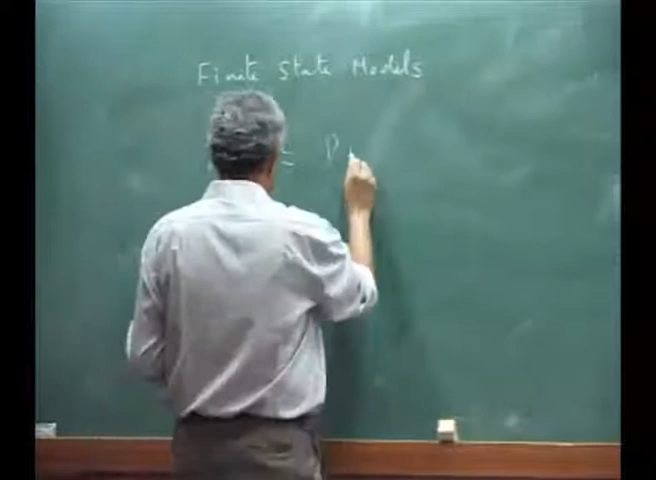 Finite State Models
= P